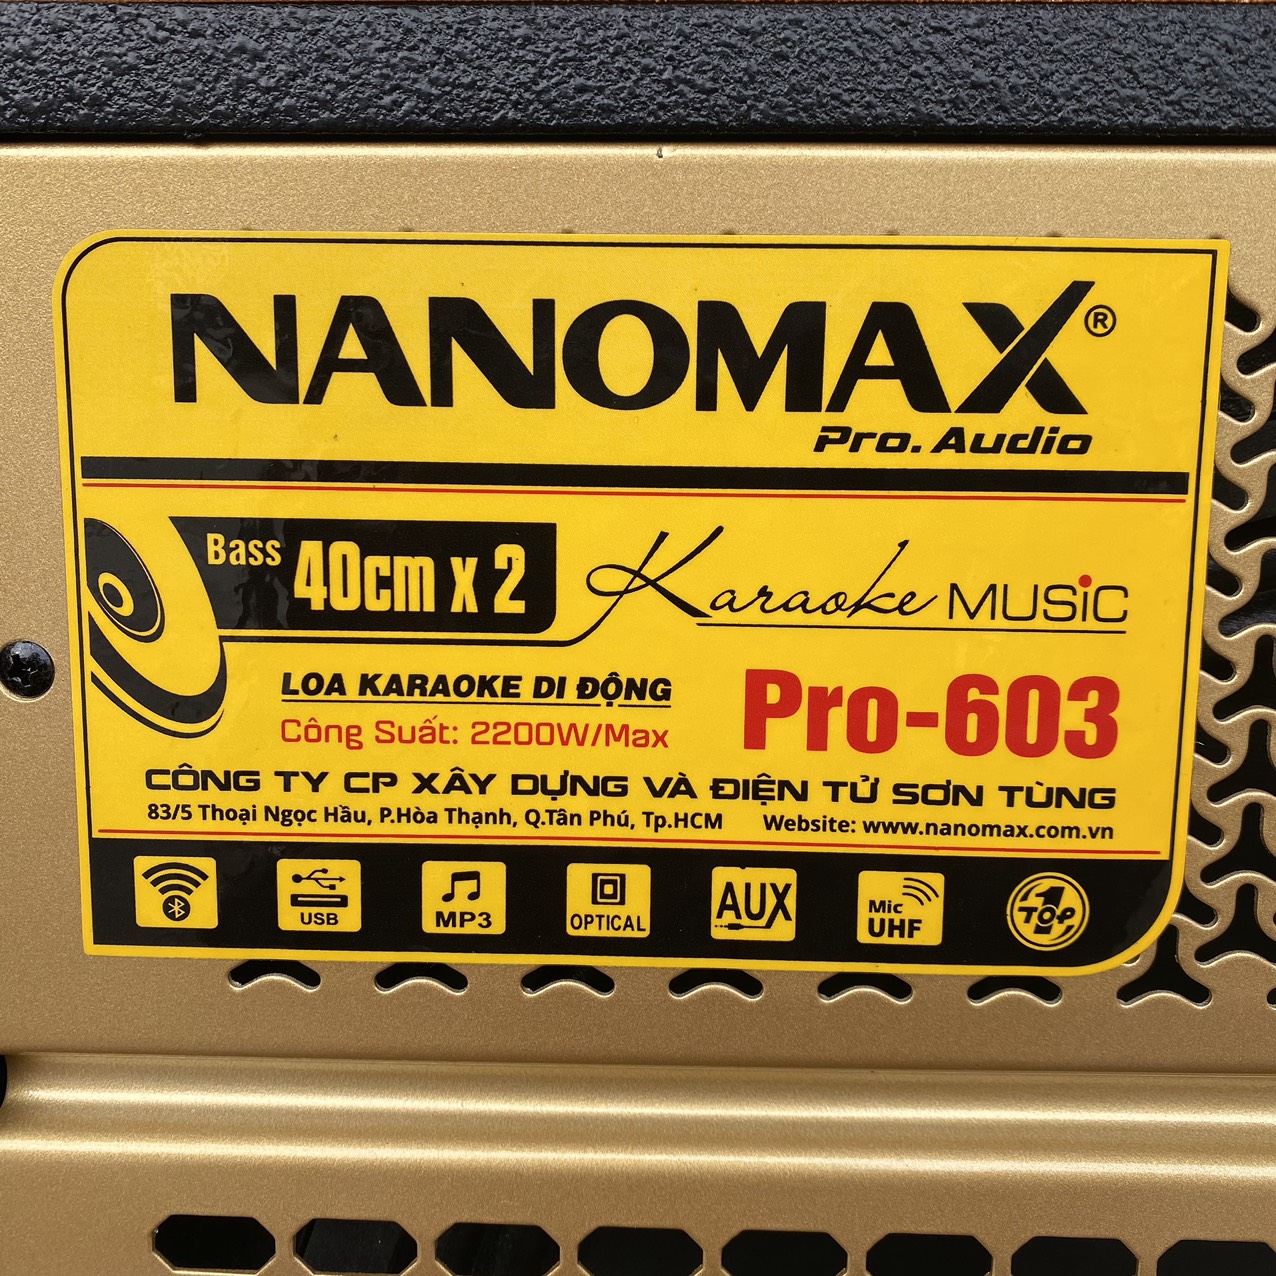 NANOMAX®
Pro. Audio
Bass 40cm x 2
Karaoke MUSiC
LOA KARAOKE DI ĐỘNG
Công Suất: 2200W/Max
Pro-603
CÔNG TY CP XÂY DỰNG VÀ ĐIỆN TỬ SƠN TÙNG
83/5 Thoại Ngọc Hầu, P.Hòa Thạnh, Q.Tân Phú, Tp.HCM Website: www.nanomax.com.vn
USB
MP3
OPTICAL
AUX
Mic
UHF
TOP 1